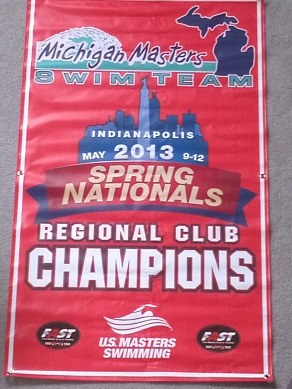 Michigan Masters
SWIM TEAM
INDIANAPOLIS
MAY 2013 9-12
SPRING
NATIONALS
REGIONAL CLUB
CHAMPIONS
FAST FAST
U.S. MASTERS
SWIMMING